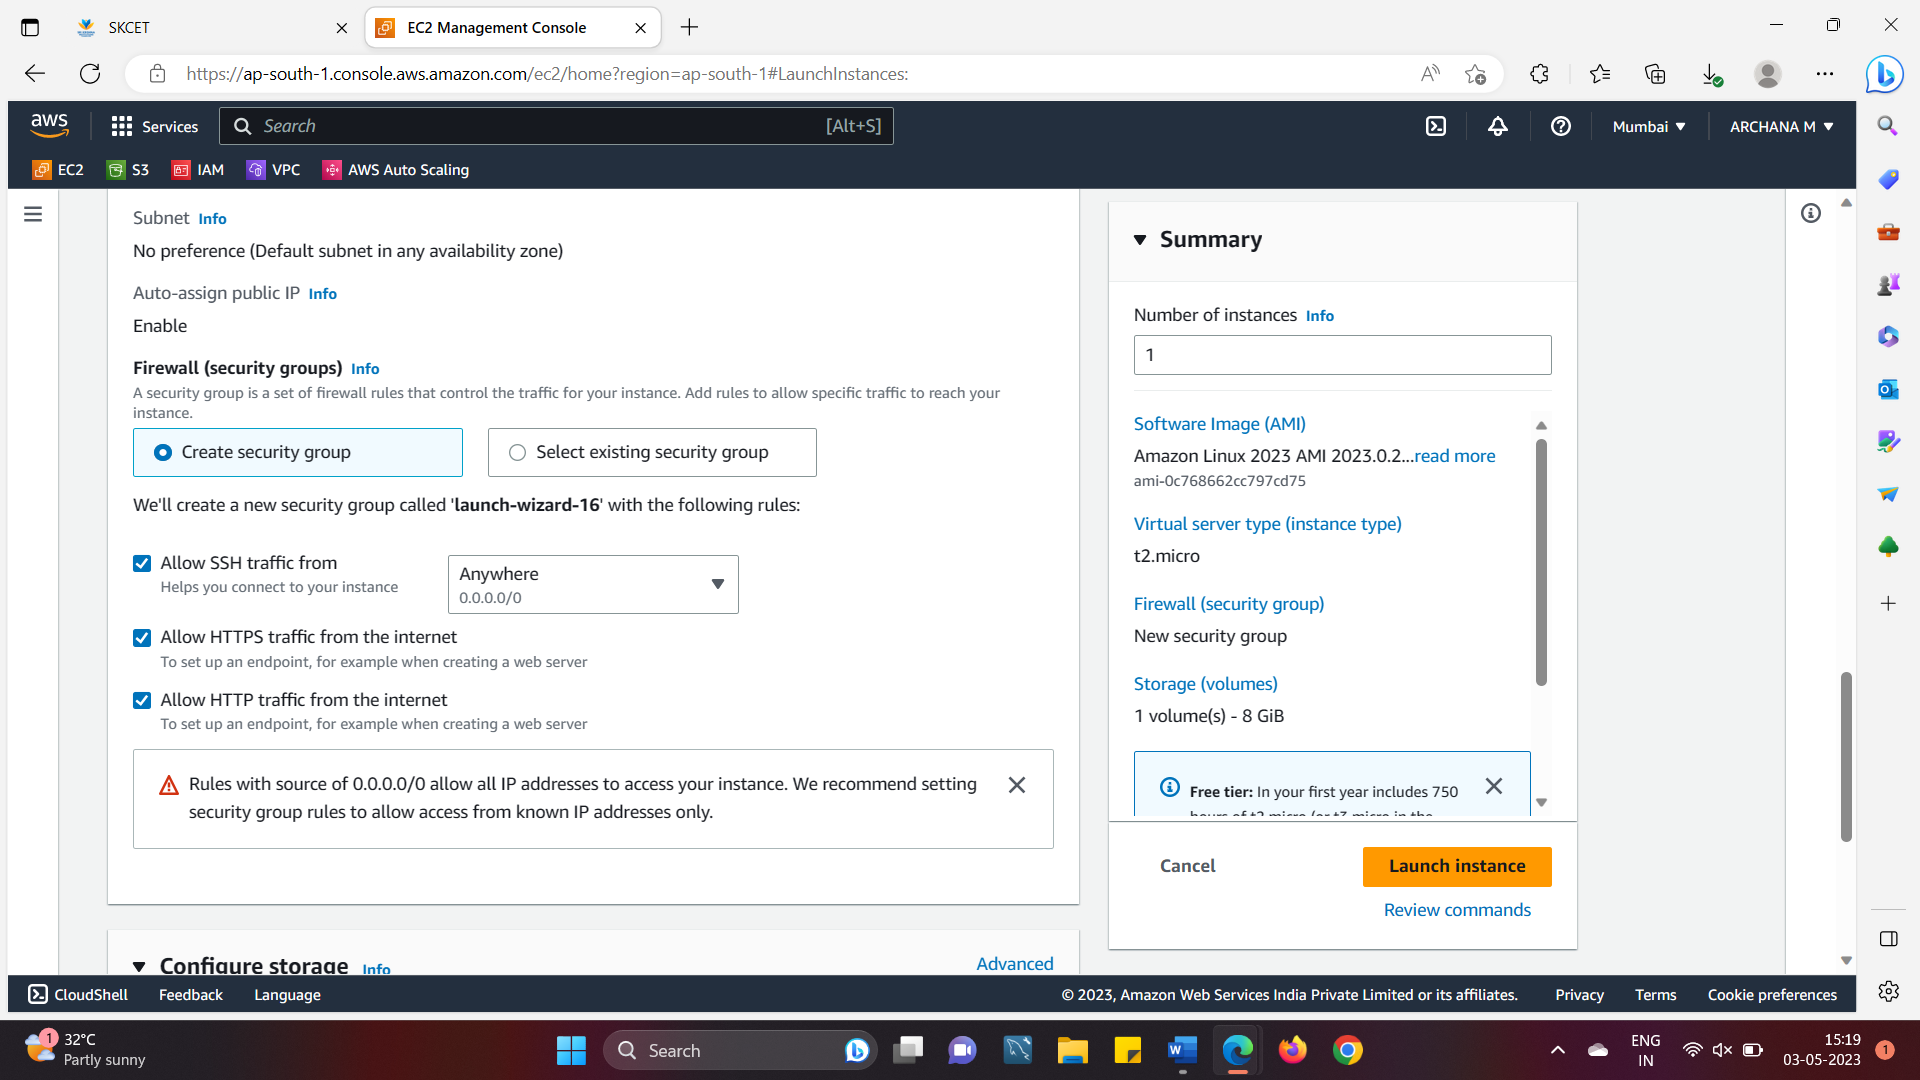 SKCET
EC2 Management Console
https://ap-south-1.console.aws.amazon.com/ec2/home?region=ap-south-1#LaunchInstances:
aws
Services
Search
[Alt+S]
Mumbai
ARCHANA M
EC2
S3
IAM
VPC
AWS Auto Scaling
Subnet Info
No preference (Default subnet in any availability zone)
Auto-assign public IP Info
Enable
Firewall (security groups) Info
A security group is a set of firewall rules that control the traffic for your instance. Add rules to allow specific traffic to reach your
instance.
Create security group
Select existing security group
We'll create a new security group called 'launch-wizard-16' with the following rules:
Allow SSH traffic from
Helps you connect to your instance
Anywhere
0.0.0.0/0
Allow HTTPS traffic from the internet
To set up an endpoint, for example when creating a web server
Allow HTTP traffic from the internet
To set up an endpoint, for example when creating a web server
Rules with source of 0.0.0.0/0 allow all IP addresses to access your instance. We recommend setting
security group rules to allow access from known IP addresses only.
Configure storage Info
Advanced
Summary
Number of instances Info
1
Software Image (AMI)
Amazon Linux 2023 AMI 2023.0.2...read more
ami-0c768662cc797cd75
Virtual server type (instance type)
t2.micro
Firewall (security group)
New security group
Storage (volumes)
1 volume(s) - 8 GiB
Free tier: In your first year includes 750
hours of t2.micro (or t3.micro in the
Cancel
Launch instance
Review commands
CloudShell
Feedback
Language
© 2023, Amazon Web Services India Private Limited or its affiliates.
Privacy
Terms
Cookie preferences
1
32°C
Partly sunny
Search
ENG
IN
15:19
03-05-2023
1